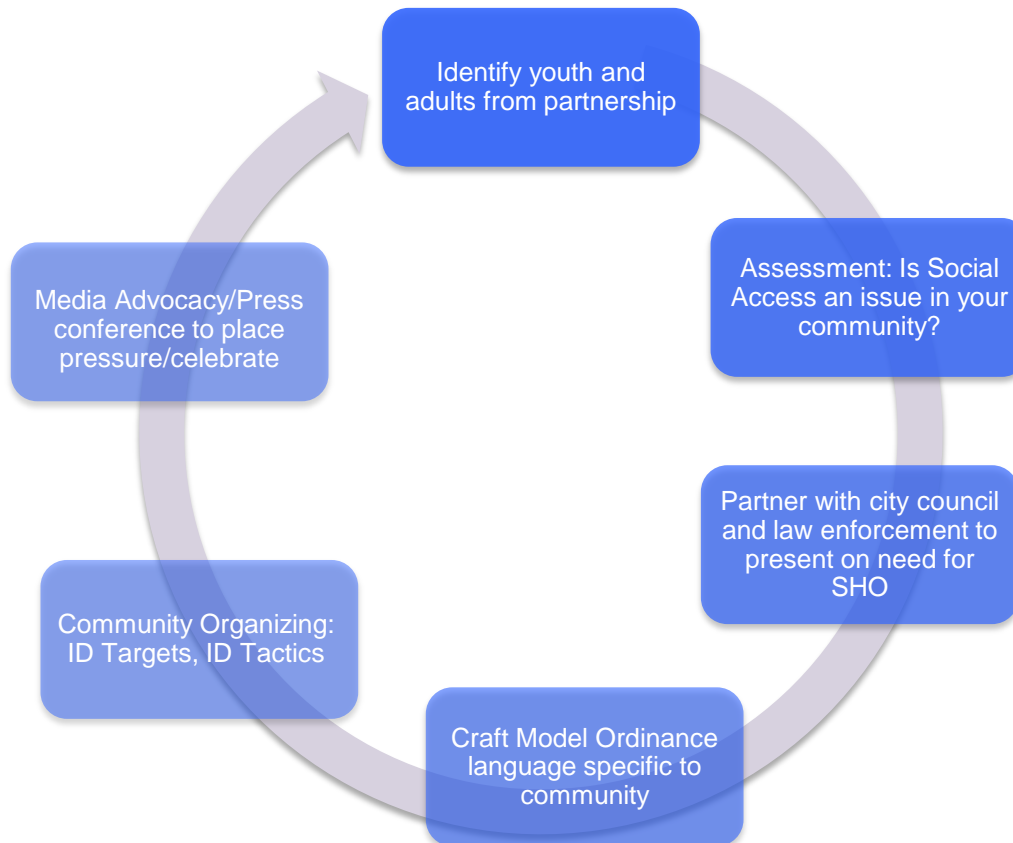 Identify youth and
adults from partnership
Assessment: Is Social
Access an issue in your
community?
Partner with city council
and law enforcement to
present on need for
SHO
Craft Model Ordinance
language specific to
community
Community Organizing:
ID Targets, ID Tactics
Media Advocacy/Press
conference to place
pressure/celebrate